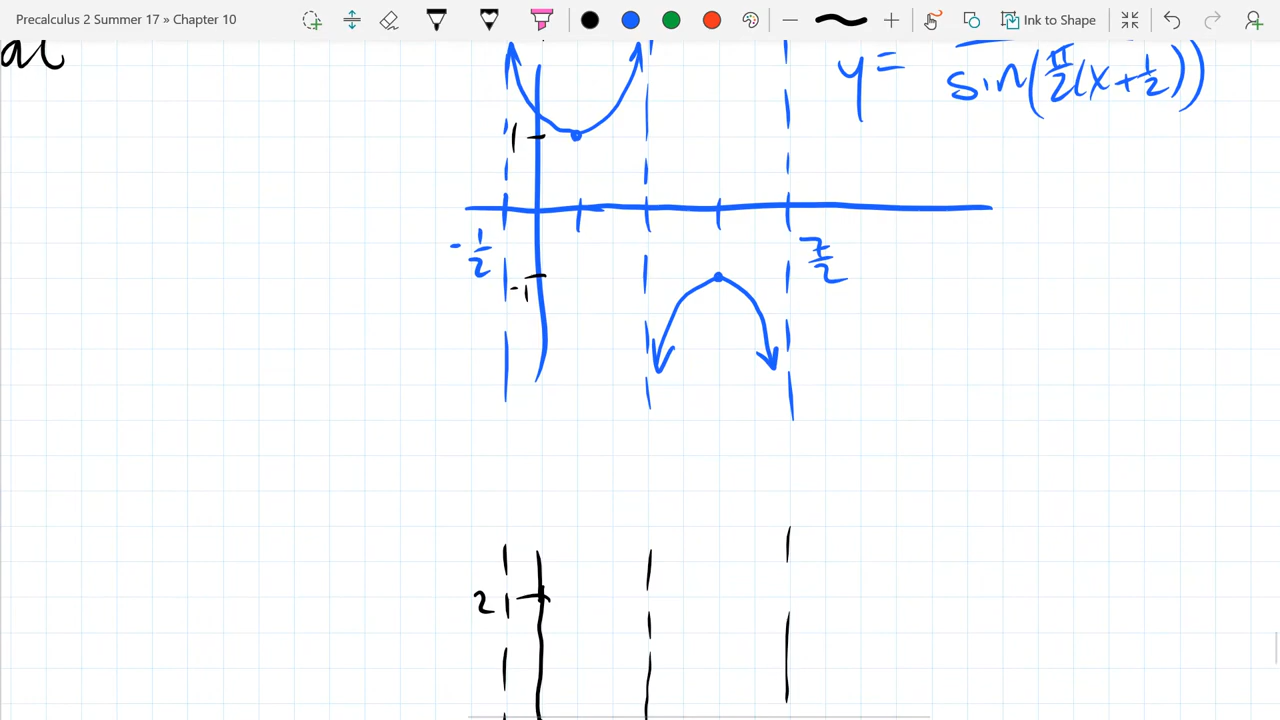 Precalculus 2 Summer 17 » Chapter 10
Ink to Shape
al
y = sin(π/2(x+1/2))
1
-1/2
7/2
-1
2